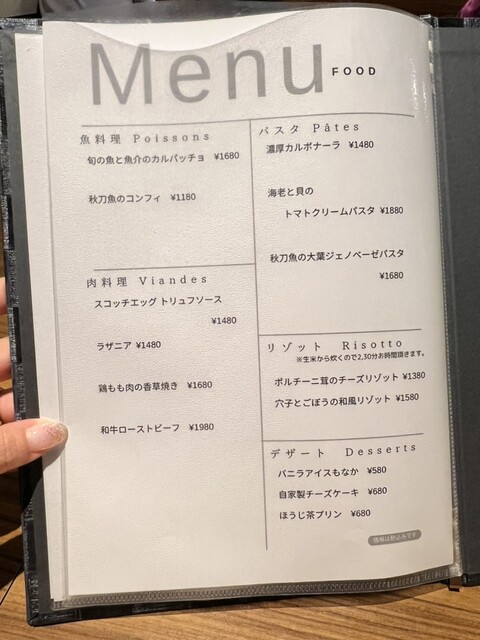 Menu FOOD
魚料理 Poissons
旬の魚と魚介のカルパッチョ ¥1680
秋刀魚のコンフィ ¥1180
肉料理 Viandes
スコッチエッグ トリュフソース
¥1480
ラザニア ¥1480
鶏もも肉の香草焼き ¥1680
和牛ローストビーフ ¥1980
パスタ Pâtes
濃厚カルボナーラ ¥1480
海老と貝の
トマトクリームパスタ ¥1880
秋刀魚の大葉ジェノベーゼパスタ
¥1680
リゾット Risotto
※生米から炊くので2,30分お時間頂きます。
ポルチーニ茸のチーズリゾット ¥1380
穴子とごぼうの和風リゾット ¥1580
デザート Desserts
バニラアイスもなか ¥580
自家製チーズケーキ ¥680
ほうじ茶プリン ¥680
価格は税込みです